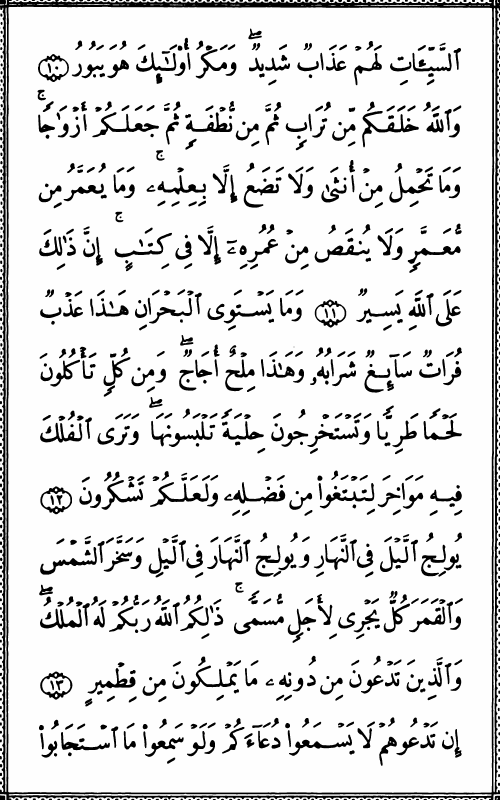 ٱلسَّيِّـَٔاتِ لَهُمْ عَذَابٌ شَدِيدٌ ۖ وَمَكْرُ أُو۟لَـٰٓئِكَ هُوَ يَبُورُ ١٠
وَٱللَّهُ خَلَقَكُم مِّن تُرَابٍ ثُمَّ مِن نُّطْفَةٍ ثُمَّ جَعَلَكُمْ أَزْوَٰجًا ۚ
وَمَا تَحْمِلُ مِنْ أُنثَىٰ وَلَا تَضَعُ إِلَّا بِعِلْمِهِۦ ۚ وَمَا يُعَمَّرُ مِن
مُّعَمَّرٍ وَلَا يُنقَصُ مِنْ عُمُرِهِۦٓ إِلَّا فِى كِتَـٰبٍ ۚ إِنَّ ذَٰلِكَ
عَلَى ٱللَّهِ يَسِيرٌ ١١ وَمَا يَسْتَوِى ٱلْبَحْرَانِ هَـٰذَا عَذْبٌ
فُرَاتٌ سَآئِغٌ شَرَابُهُۥ وَهَـٰذَا مِلْحٌ أُجَاجٌ ۖ وَمِن كُلٍّ تَأْكُلُونَ
لَحْمًا طَرِيًّا وَتَسْتَخْرِجُونَ حِلْيَةً تَلْبَسُونَهَا ۖ وَتَرَى ٱلْفُلْكَ
فِيهِ مَوَاخِرَ لِتَبْتَغُوا۟ مِن فَضْلِهِۦ وَلَعَلَّكُمْ تَشْكُرُونَ ١٢
يُولِجُ ٱلَّيْلَ فِى ٱلنَّهَارِ وَيُولِجُ ٱلنَّهَارَ فِى ٱلَّيْلِ وَسَخَّرَ ٱلشَّمْسَ
وَٱلْقَمَرَ كُلٌّ يَجْرِى لِأَجَلٍ مُّسَمًّى ۚ ذَٰلِكُمُ ٱللَّهُ رَبُّكُمْ لَهُ ٱلْمُلْكُ ۚ
وَٱلَّذِينَ تَدْعُونَ مِن دُونِهِۦ مَا يَمْلِكُونَ مِن قِطْمِيرٍ ١٣
إِن تَدْعُوهُمْ لَا يَسْمَعُوا۟ دُعَآءَكُمْ وَلَوْ سَمِعُوا۟ مَا ٱسْتَجَابُوا۟